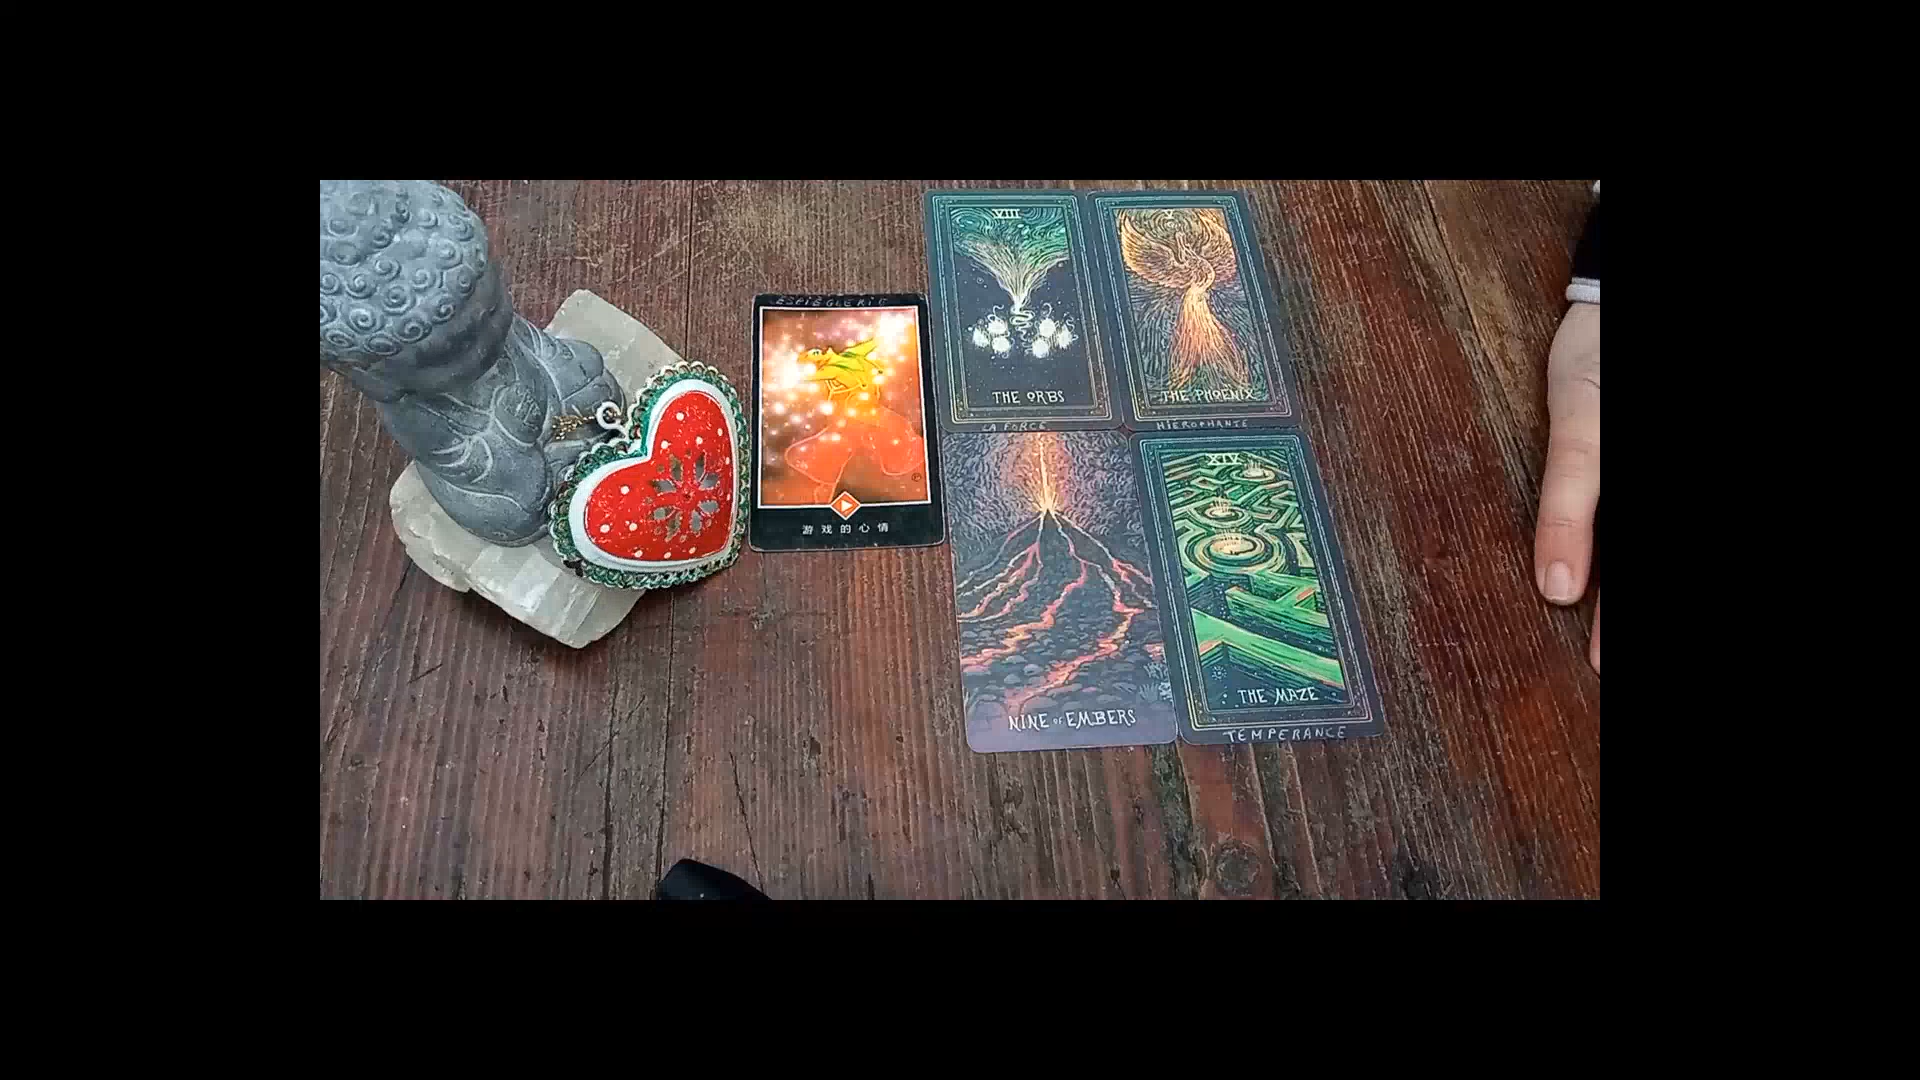 ESPIÈGLERIE
游戏的心情
VIII
THE ORBS
LA FORCE
V
THE PHOENIX
HIEROPHANTE
NINE OF EMBERS
XIV
THE MAZE
TEMPERANCE